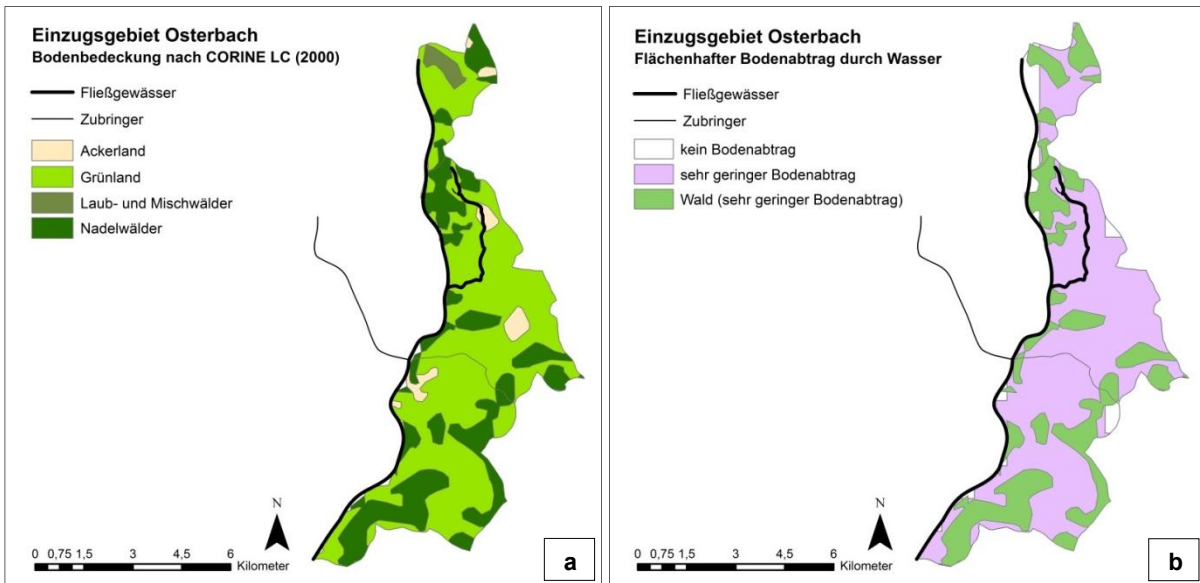 Einzugsgebiet Osterbach
Bodenbedeckung nach CORINE LC (2000)
Fließgewässer
Zubringer
Ackerland
Grünland
Laub- und Mischwälder
Nadelwälder
N
0 0,75 1,5 3 4,5 6
Kilometer
a
Einzugsgebiet Osterbach
Flächenhafter Bodenabtrag durch Wasser
Fließgewässer
Zubringer
kein Bodenabtrag
sehr geringer Bodenabtrag
Wald (sehr geringer Bodenabtrag)
N
0 0,75 1,5 3 4,5 6
Kilometer
b